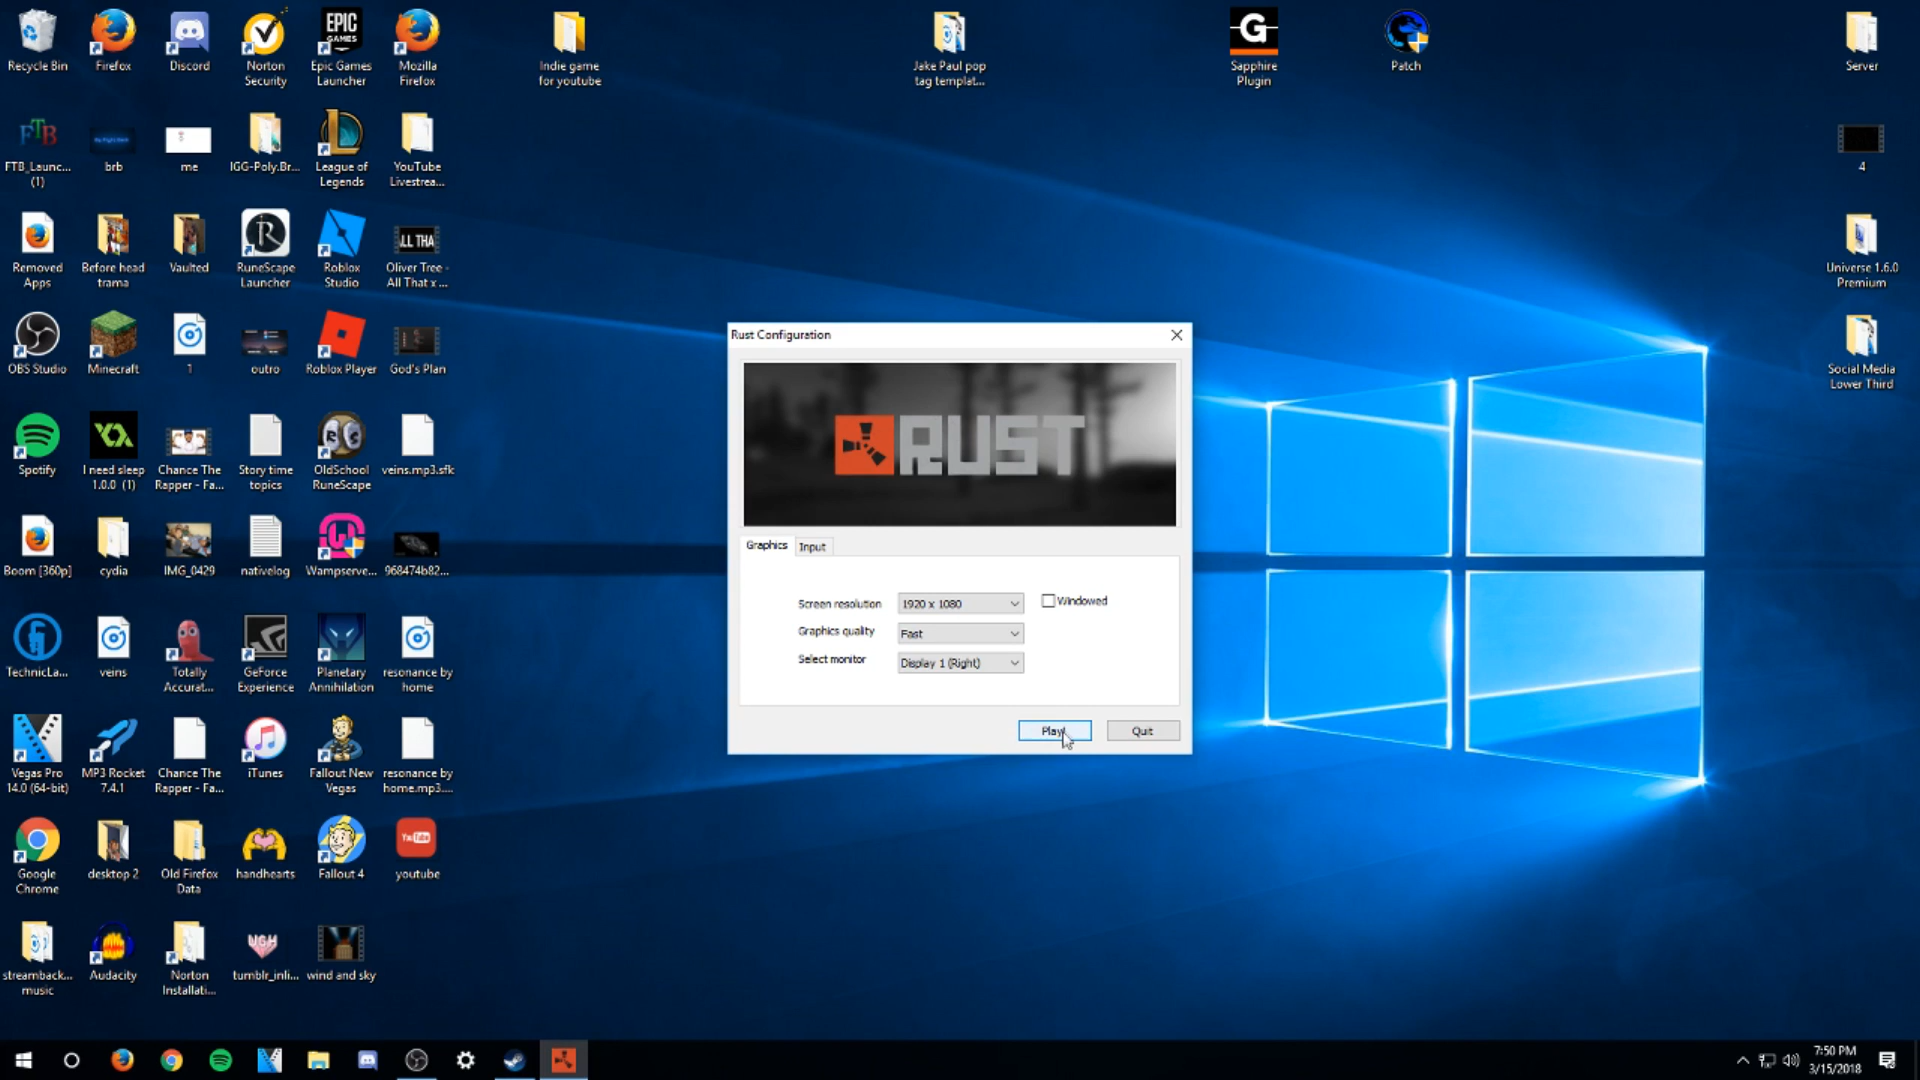 Recycle Bin
Firefox
Discord
Norton
Security
EPIC
GAMES
Epic Games
Launcher
Mozilla
Firefox
Indie game
for youtube
Jake Paul pop
tag templat...
G
Sapphire
Plugin
Patch
Server
FTB
FTB_Launc...
(1)
brb
me
IGG-Poly.Br...
League of
Legends
YouTube
Livestrea...
4
Removed
Apps
Before head
trama
Vaulted
RuneScape
Launcher
Roblox
Studio
ALL THA
Oliver Tree -
All That x ...
Universe 1.6.0
Premium
OBS Studio
Minecraft
1
outro
Roblox Player
God's Plan
Social Media
Lower Third
Rust Configuration
RUST
Spotify
I need sleep
1.0.0 (1)
Chance The
Rapper - Fa...
Story time
topics
OldSchool
RuneScape
veins.mp3.sfk
Graphics
Input
Boom [360p]
cydia
IMG_0429
nativelog
Wampserve...
968474b82...
Screen resolution
1920 x 1080
Windowed
Graphics quality
Fast
Select monitor
Display 1 (Right)
TechnicLa...
veins
Totally
Accurat...
GeForce
Experience
Planetary
Annihilation
resonance by
home
Play!
Quit
Vegas Pro
14.0 (64-bit)
MP3 Rocket
7.4.1
Chance The
Rapper - Fa...
iTunes
Fallout New
Vegas
resonance by
home.mp3....
Google
Chrome
desktop 2
Old Firefox
Data
handhearts
Fallout 4
YouTube
youtube
streamback...
music
Audacity
Norton
Installati...
UGH
tumblr_inli...
wind and sky
7:50 PM
3/15/2018